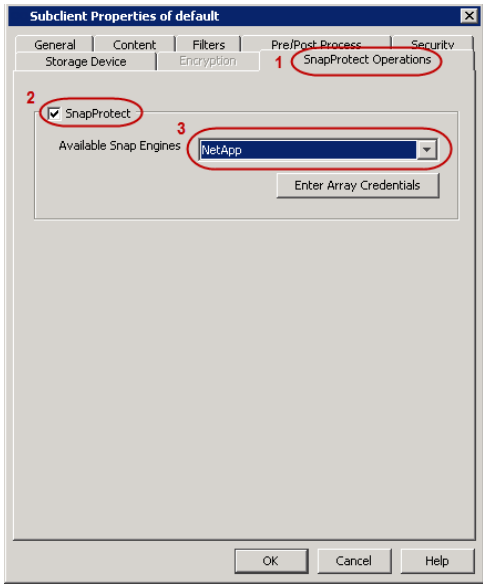 Subclient Properties of default
General Content Filters Pre/Post Process Security
Storage Device Encryption 1 SnapProtect Operations
2
SnapProtect
3
Available Snap Engines NetApp
Enter Array Credentials
OK Cancel Help